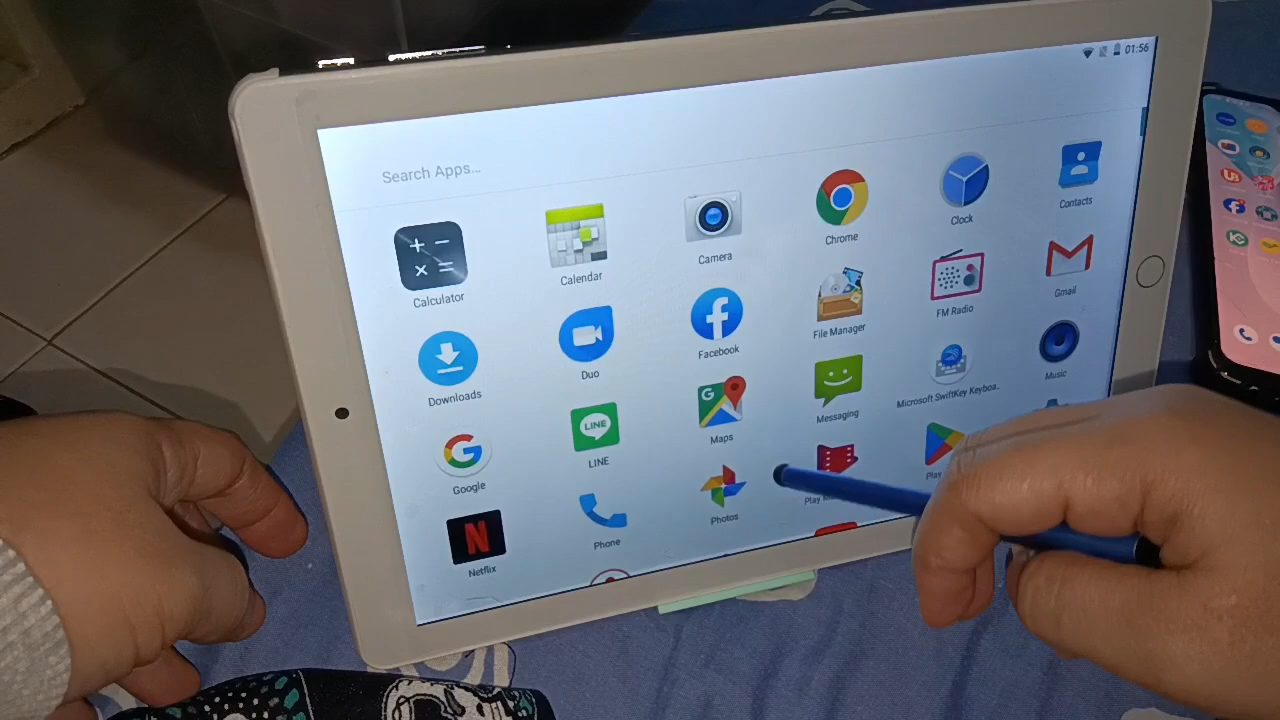 01:56
Search Apps...
Calculator
Calendar
Camera
Chrome
Clock
Contacts
Downloads
Duo
Facebook
File Manager
FM Radio
Gmail
Google
LINE
LINE
Maps
Messaging
Microsoft SwiftKey Keyboa..
Music
N
Netflix
Phone
Photos
Play